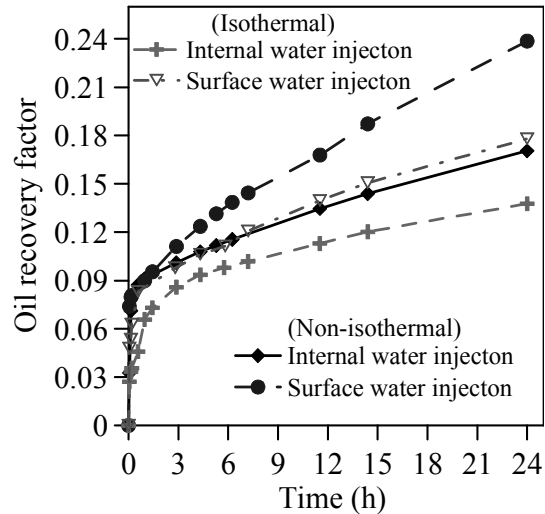 (Isothermal)
Internal water injecton
Surface water injecton
0.24
0.21
0.18
0.15
0.12
0.09
0.06
0.03
0
Oil recovery factor
(Non-isothermal)
Internal water injecton
Surface water injecton
0 3 6 9 12 15 18 21 24
Time (h)